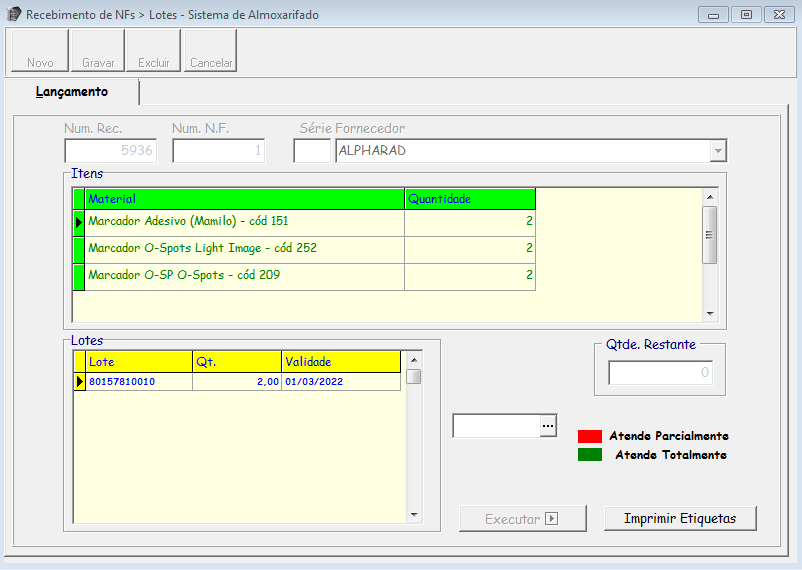 Recebimento de NFs > Lotes - Sistema de Almoxarifado
Novo Gravar Excluir Cancelar
Lançamento
Num. Rec. Num. N.F. Série Fornecedor
5936 1 ALPHARAD
Itens
Material Quantidade
Marcador Adesivo (Mamilo) - cód 151 2
Marcador O-Spots Light Image - cód 252 2
Marcador O-SP O-Spots - cód 209 2
Lotes
Lote Qt. Validade
80157810010 2,00 01/03/2022
Qtde. Restante
0
...
Atende Parcialmente
Atende Totalmente
Executar
Imprimir Etiquetas